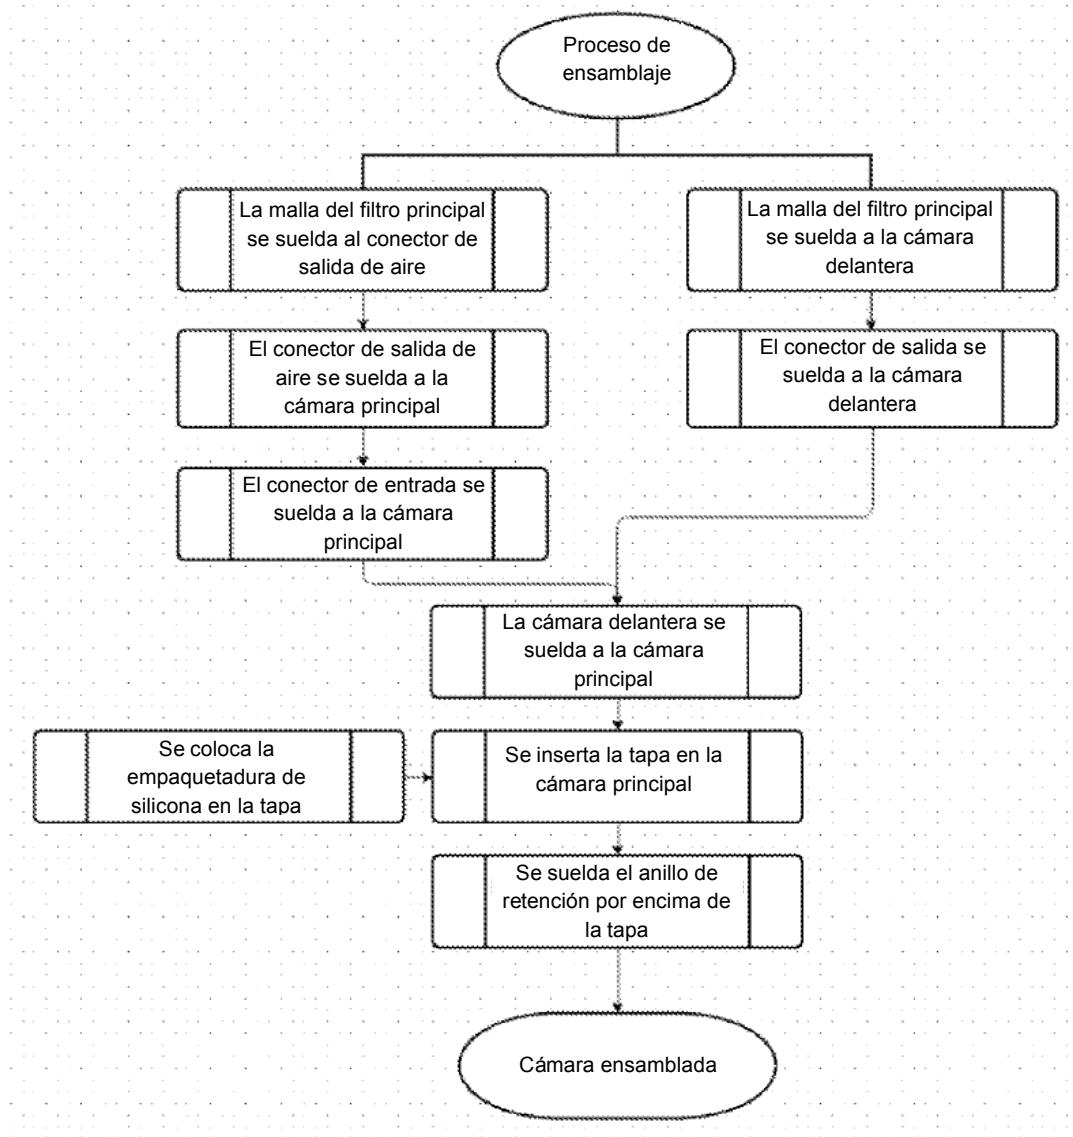 Proceso de
ensamblaje
La malla del filtro principal
se suelda al conector de
salida de aire
La malla del filtro principal
se suelda a la cámara
delantera
El conector de salida de
aire se suelda a la
cámara principal
El conector de salida se
suelda a la cámara
delantera
El conector de entrada se
suelda a la cámara
principal
La cámara delantera se
suelda a la cámara
principal
Se coloca la
empaquetadura de
silicona en la tapa
Se inserta la tapa en la
cámara principal
Se suelda el anillo de
retención por encima de
la tapa
Cámara ensamblada